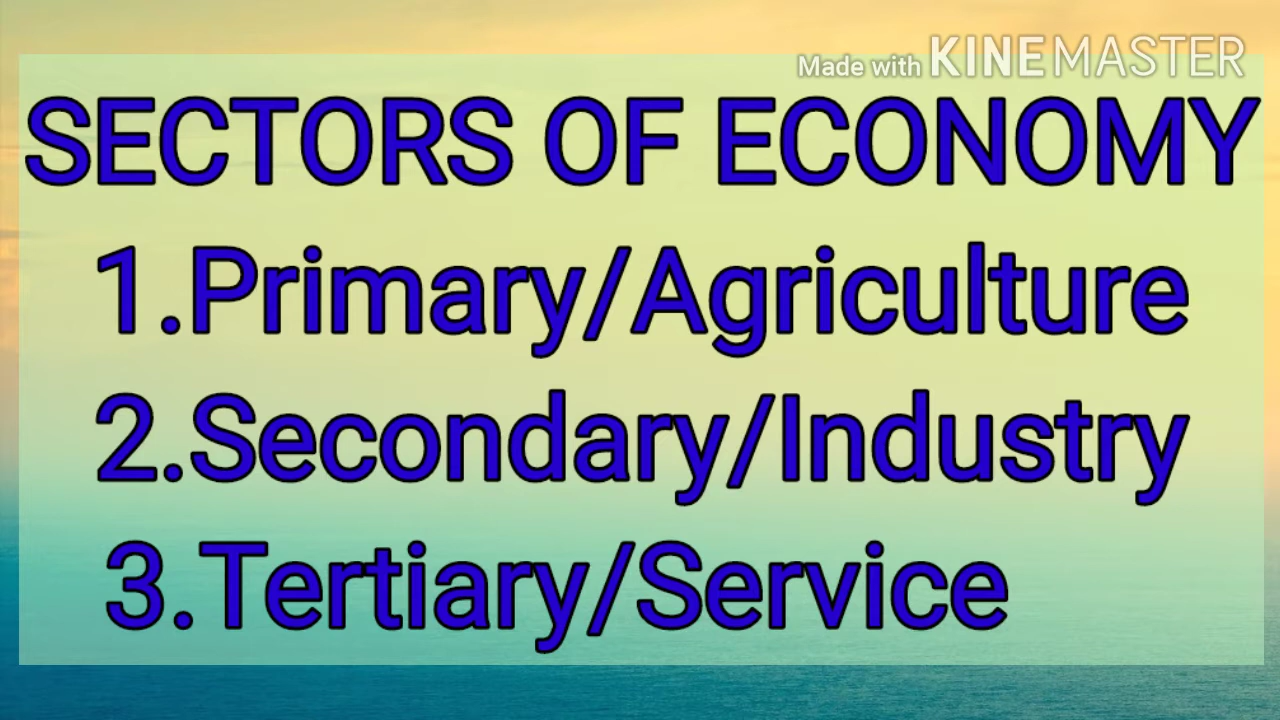 Made with KINEMASTER
SECTORS OF ECONOMY
1.Primary/Agriculture
2.Secondary/Industry
3.Tertiary/Service